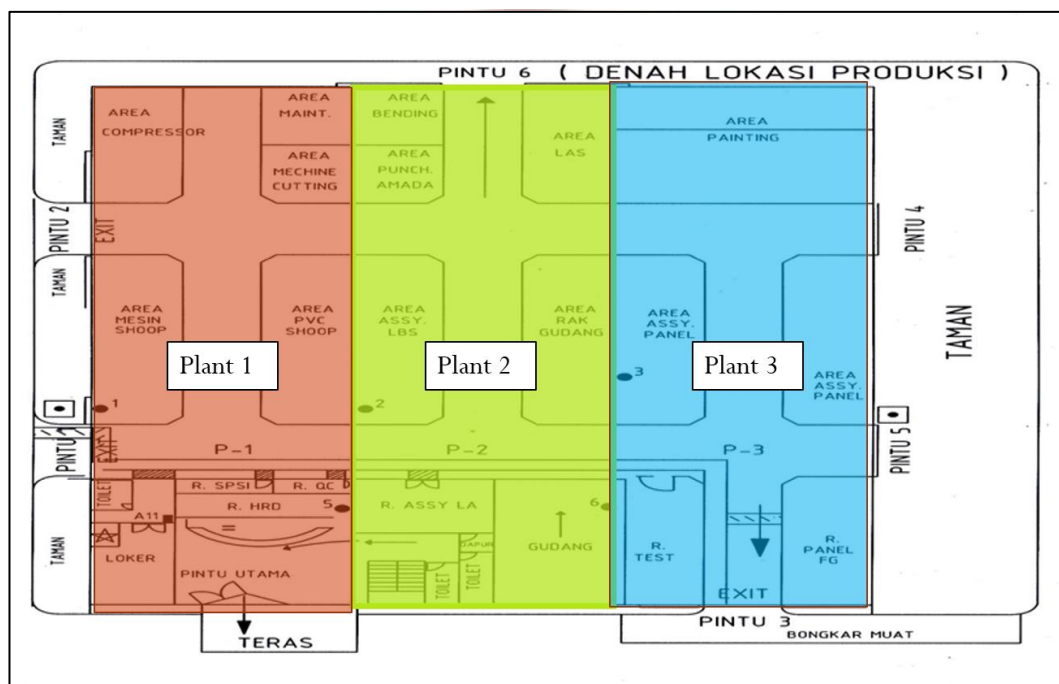 PINTU 6 ( DENAH LOKASI PRODUKSI )
TAMAN
AREA
COMPRESSOR
AREA
MAINT.
AREA
MECHINE
CUTTING
AREA
BENDING
AREA
PUNCH.
AMADA
AREA
LAS
AREA
PAINTING
PINTU 2
EXIT
PINTU 4
TAMAN
AREA
MESIN
SHOOP
AREA
PVC
SHOOP
AREA
ASSY.
LBS
AREA
RAK
GUDANG
AREA
ASSY.
PANEL
AREA
ASSY.
PANEL
TAMAN
Plant 1
Plant 2
Plant 3
1
2
3
PINTU 1
EXIT
P-1
P-2
P-3
PINTU 5
TOILET
R. SPSI
R. QC
R. HRD
5
A11
LOKER
PINTU UTAMA
TAMAN
R. ASSY LA
6
DAPUR
TOILET
TOILET
GUDANG
R.
TEST
R.
PANEL
FG
EXIT
PINTU 3
TERAS
BONGKAR MUAT